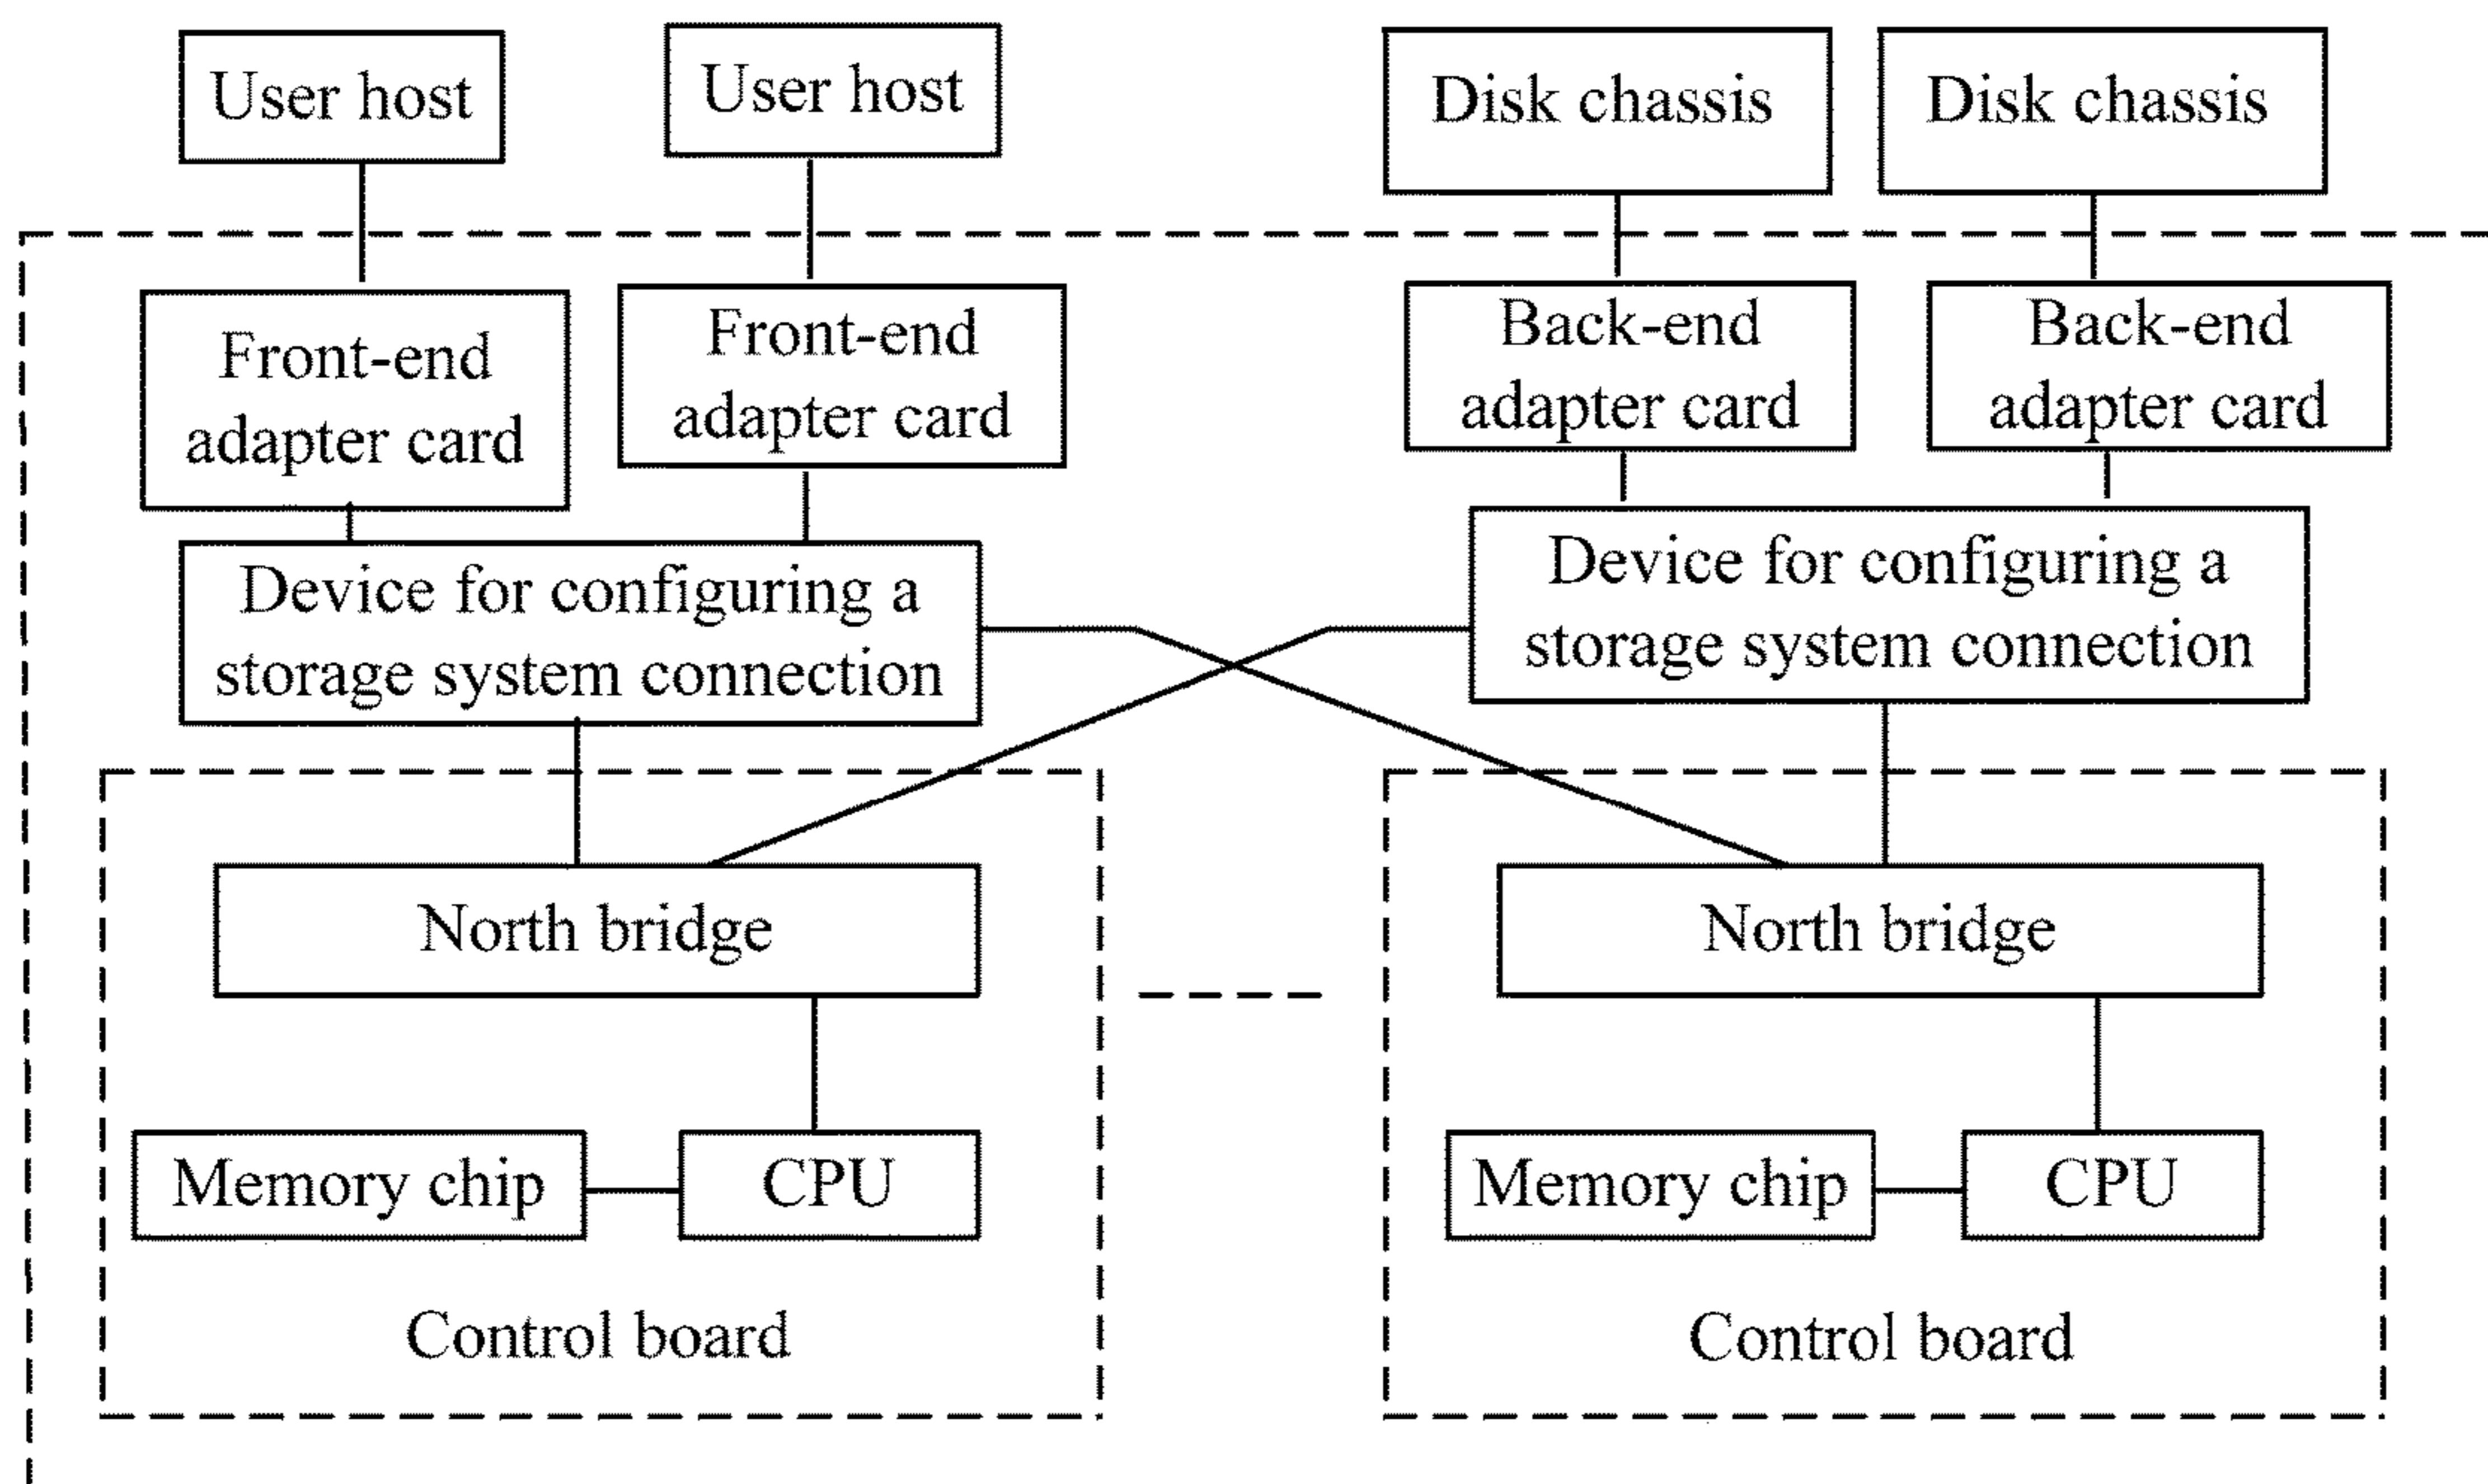 User host
User host
Disk chassis
Disk chassis
Front-end
adapter card
Front-end
adapter card
Back-end
adapter card
Back-end
adapter card
Device for configuring a
storage system connection
Device for configuring a
storage system connection
North bridge
North bridge
Memory chip
CPU
Memory chip
CPU
Control board
Control board